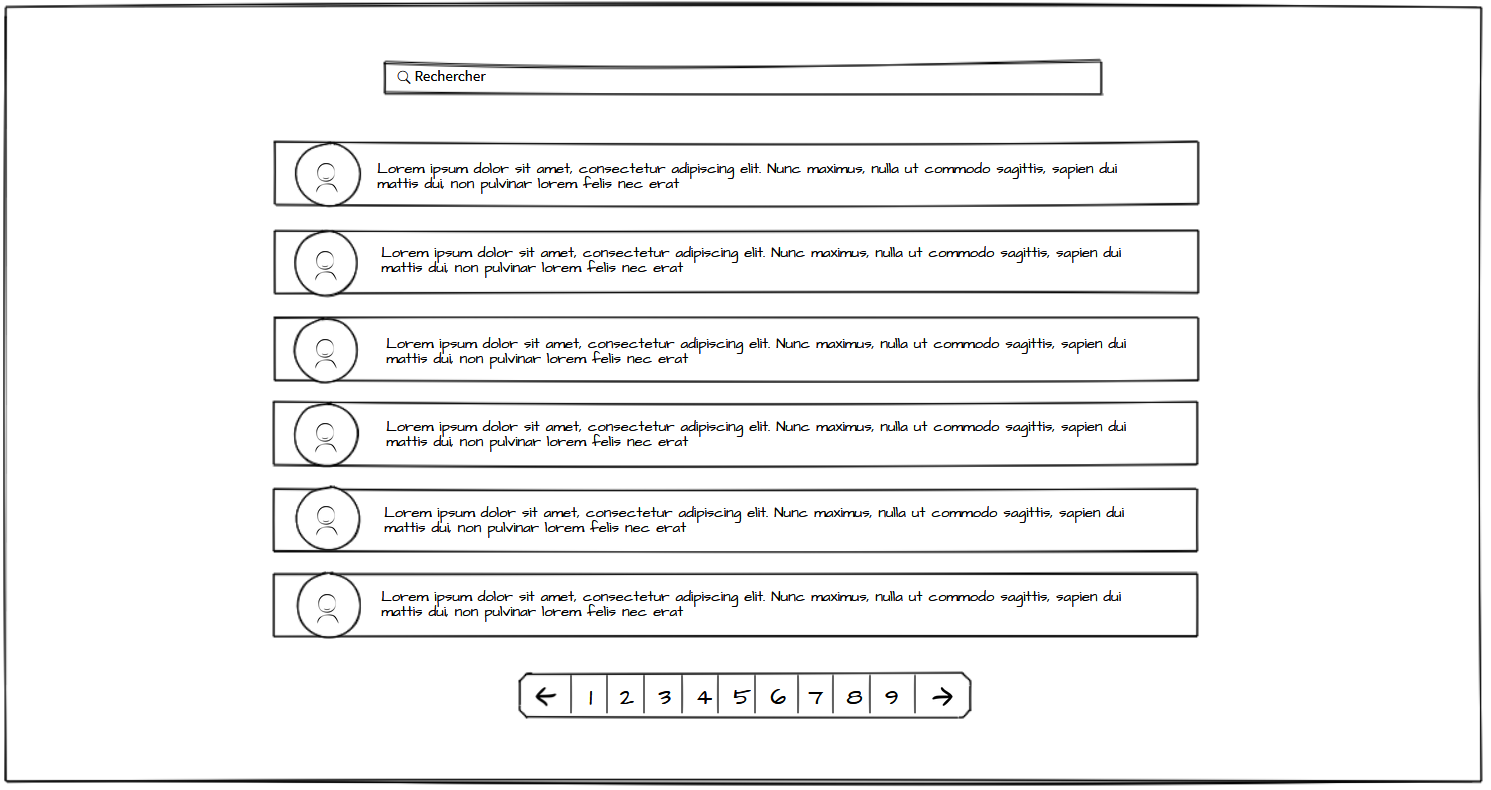 Rechercher
Lorem ipsum dolor sit amet, consectetur adipiscing elit. Nunc maximus, nulla ut commodo sagittis, sapien dui
mattis dui, non pulvinar lorem felis nec erat
Lorem ipsum dolor sit amet, consectetur adipiscing elit. Nunc maximus, nulla ut commodo sagittis, sapien dui
mattis dui, non pulvinar lorem felis nec erat
Lorem ipsum dolor sit amet, consectetur adipiscing elit. Nunc maximus, nulla ut commodo sagittis, sapien dui
mattis dui, non pulvinar lorem felis nec erat
Lorem ipsum dolor sit amet, consectetur adipiscing elit. Nunc maximus, nulla ut commodo sagittis, sapien dui
mattis dui, non pulvinar lorem felis nec erat
Lorem ipsum dolor sit amet, consectetur adipiscing elit. Nunc maximus, nulla ut commodo sagittis, sapien dui
mattis dui, non pulvinar lorem felis nec erat
Lorem ipsum dolor sit amet, consectetur adipiscing elit. Nunc maximus, nulla ut commodo sagittis, sapien dui
mattis dui, non pulvinar lorem felis nec erat
← 1 2 3 4 5 6 7 8 9 →